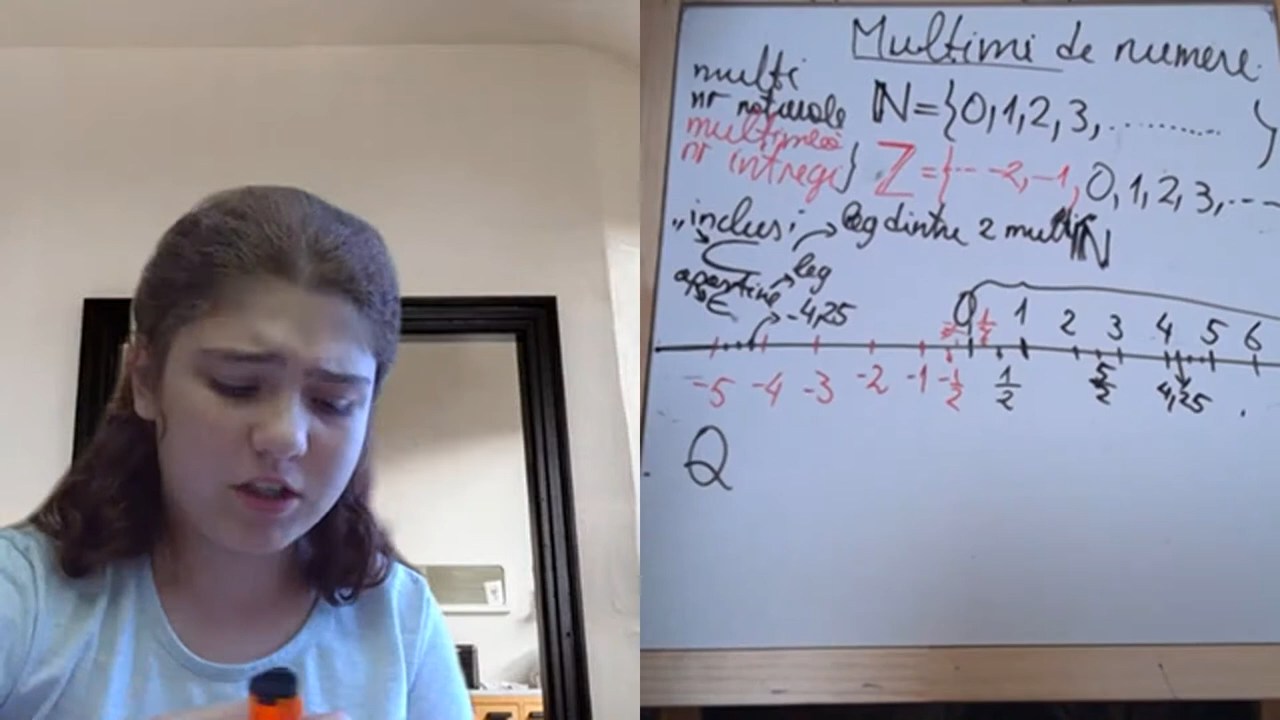 Multimi de numere
multi
nr naturale N={0,1,2,3,.......... }
multimea
nr intregi} Z={... -2,-1,0,1,2,3,...
„inclus" leg dintre 2 multi N
⊂ leg
apartine
∈ -4,25
0 1/4 1 2 3 4 5 6
-5 -4 -3 -2 -1 -1/2 1/2 5/2 4,25
Q